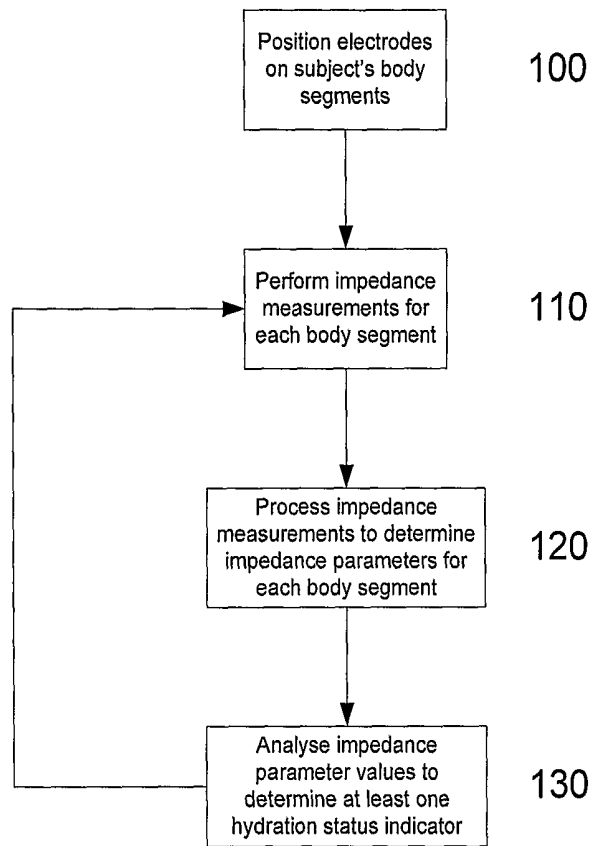 Position electrodes
on subject's body
segments
100
Perform impedance
measurements for
each body segment
110
Process impedance
measurements to determine
impedance parameters for
each body segment
120
Analyse impedance
parameter values to
determine at least one
hydration status indicator
130